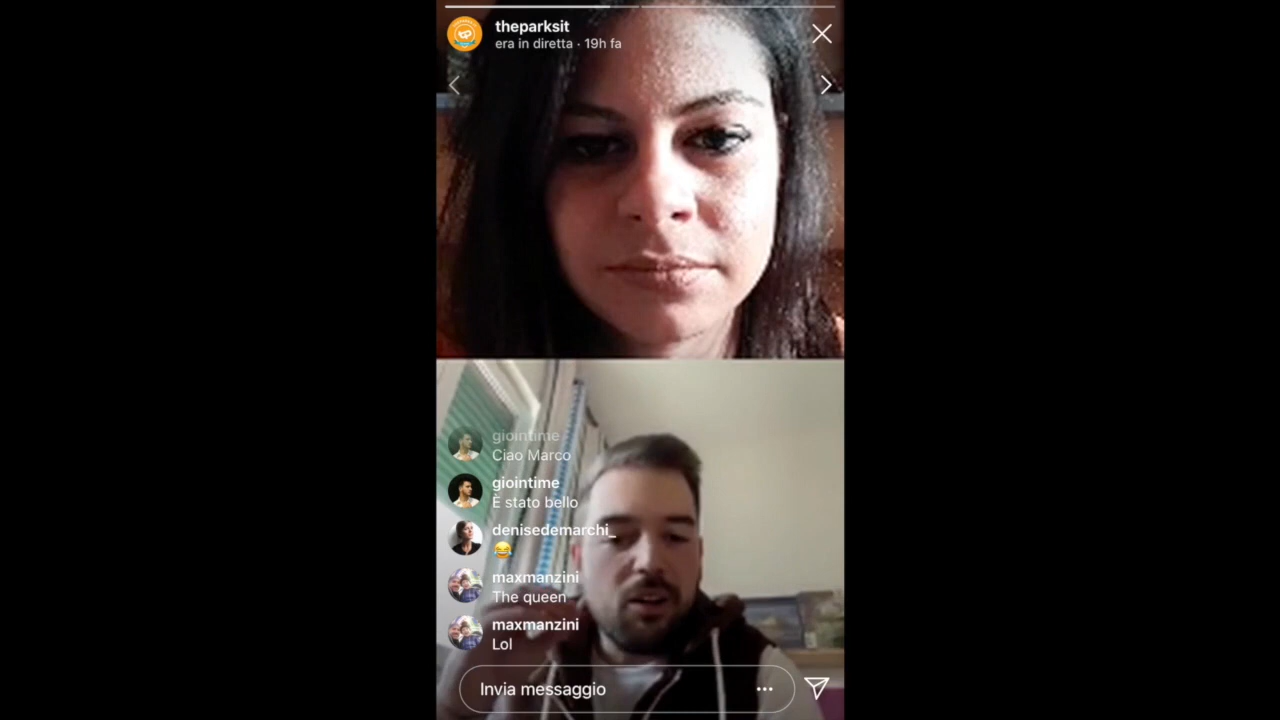 theparksit
era in diretta · 19h fa
giointime
Ciao Marco
giointime
È stato bello
denisedemarchi_
😂
maxmanzini
The queen
maxmanzini
Lol
Invia messaggio